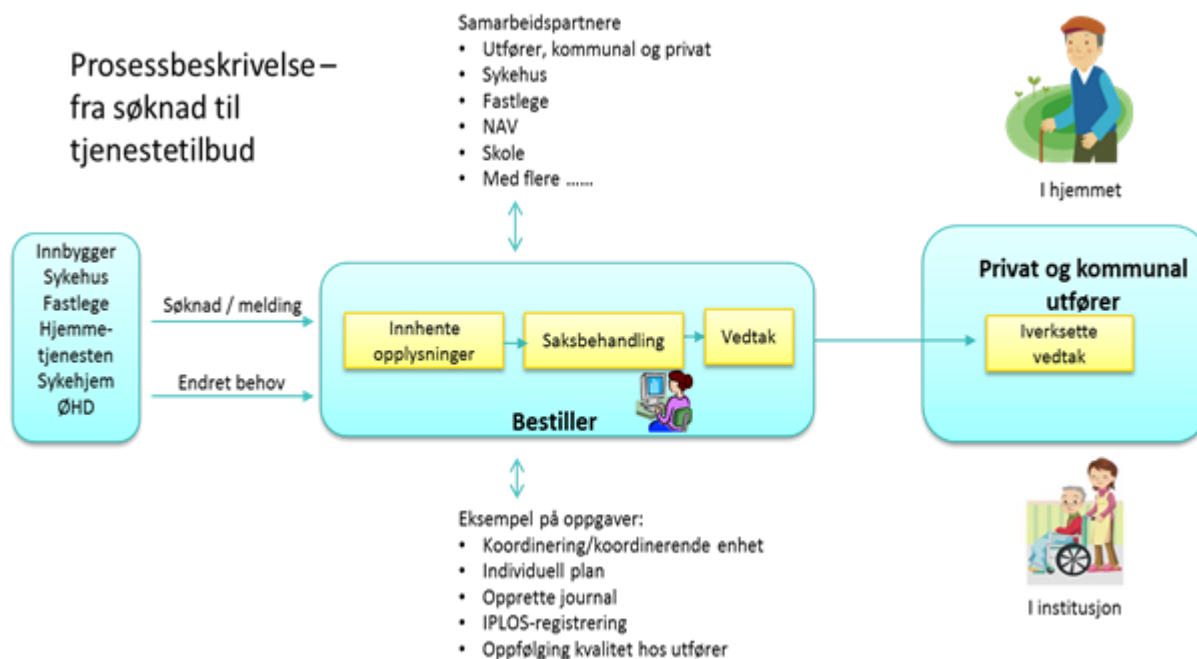 Prosessbeskrivelse –
fra søknad til
tjenestetilbud
Samarbeidspartnere
• Utfører, kommunal og privat
• Sykehus
• Fastlege
• NAV
• Skole
• Med flere ......
I hjemmet
Innbygger
Sykehus
Fastlege
Hjemme-
tjenesten
Sykehjem
ØHD
Søknad / melding
Endret behov
Innhente
opplysninger
Saksbehandling
Vedtak
Bestiller
Privat og kommunal
utfører
Iverksette
vedtak
Eksempel på oppgaver:
• Koordinering/koordinerende enhet
• Individuell plan
• Opprette journal
• IPLOS-registrering
• Oppfølging kvalitet hos utfører
I institusjon